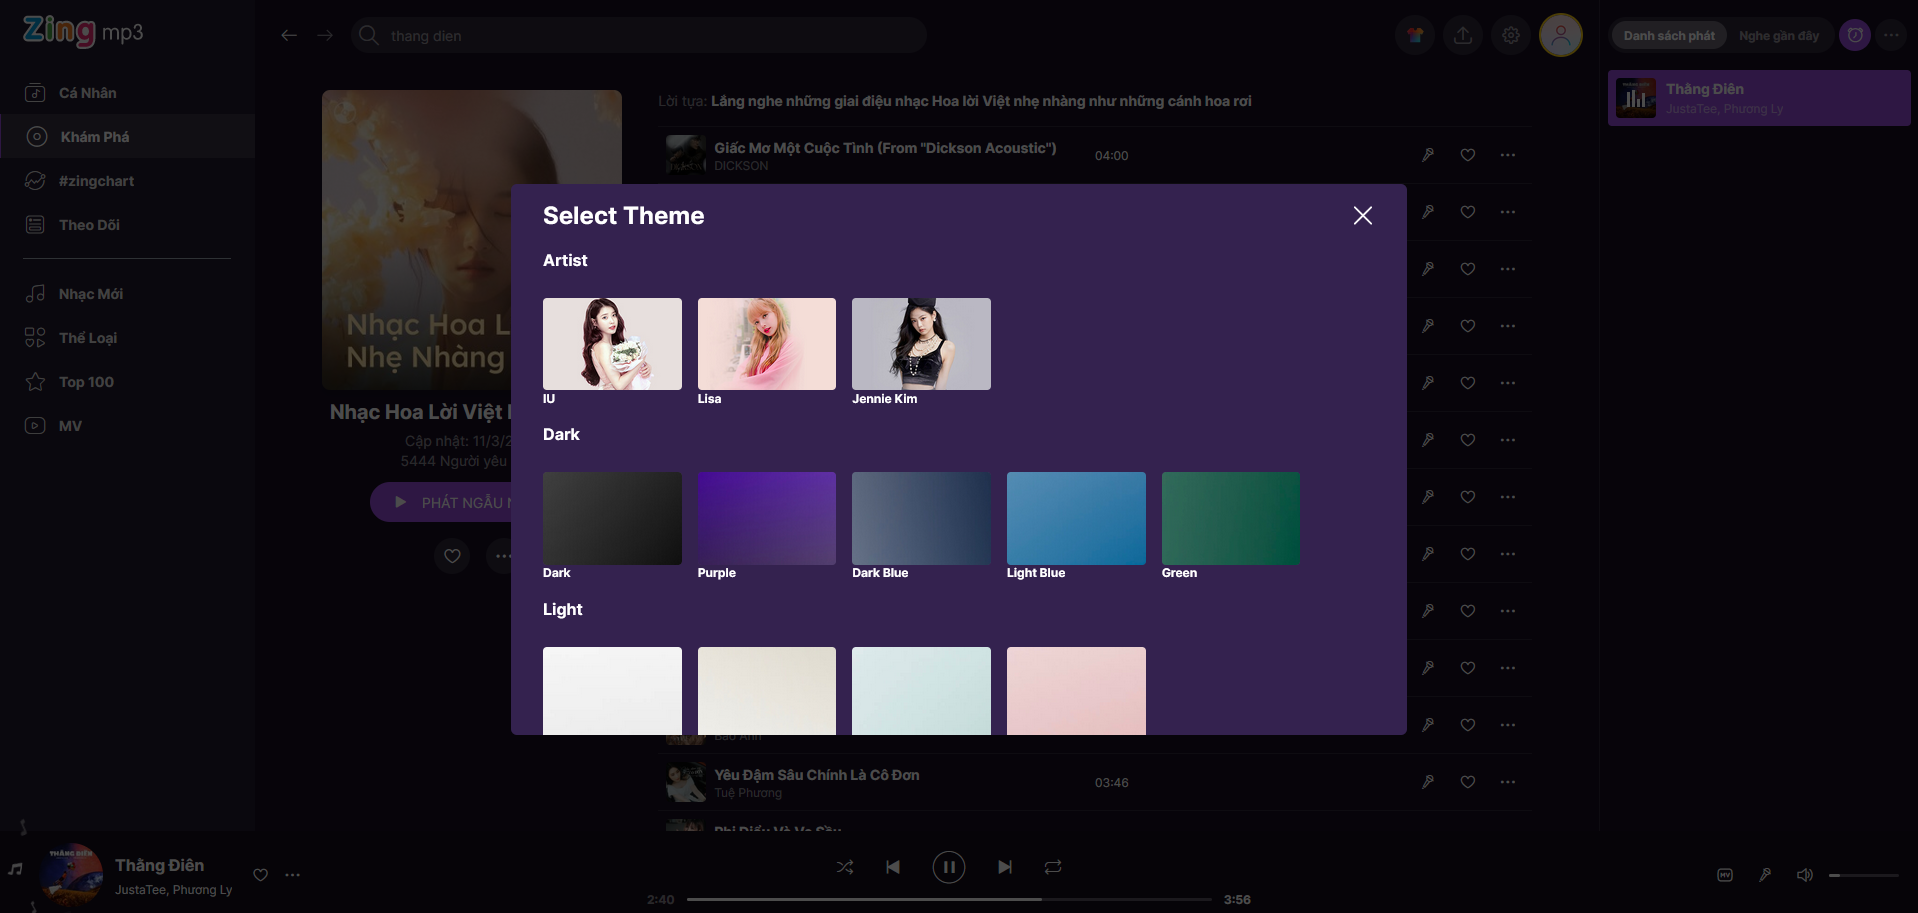 Zing mp3
thang dien
Danh sách phát
Nghe gần đây
Cá Nhân
Khám Phá
#zingchart
Theo Dõi
Nhạc Mới
Thể Loại
Top 100
MV
Nhạc Hoa L
Nhẹ Nhàng
Nhạc Hoa Lời Việt
Cập nhật: 11/3/2
5444 Người yêu
PHÁT NGẪU
Lời tựa: Lắng nghe những giai điệu nhạc Hoa lời Việt nhẹ nhàng như những cánh hoa rơi
Giấc Mơ Một Cuộc Tình (From "Dickson Acoustic")
04:00
DICKSON
Select Theme
Artist
IU
Lisa
Jennie Kim
Dark
Dark
Purple
Dark Blue
Light Blue
Green
Light
Bảo Anh
Yêu Đậm Sâu Chính Là Cô Đơn
03:46
Tuệ Phương
Thằng Điên
JustaTee, Phương Ly
THẰNG ĐIÊN
Thằng Điên
JustaTee, Phương Ly
2:40
3:56
MV